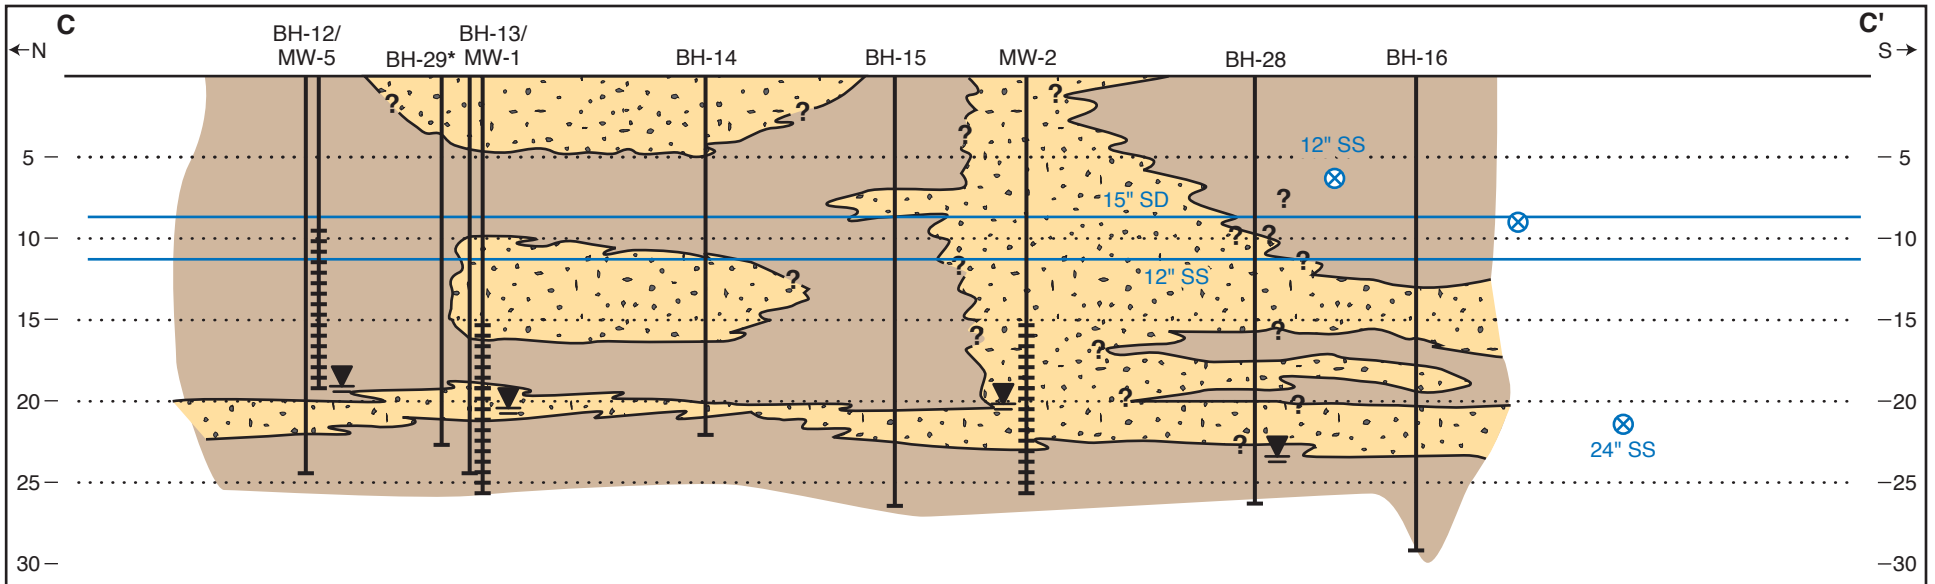 C
C'
←N
S→
BH-12/
MW-5
BH-29*
BH-13/
MW-1
BH-14
BH-15
MW-2
BH-28
BH-16
?
?
?
?
12" SS
5
5
15" SD
?
?
?
10
10
?
?
12" SS
?
15
15
?
?
?
?
20
20
?
?
24" SS
25
25
30
30